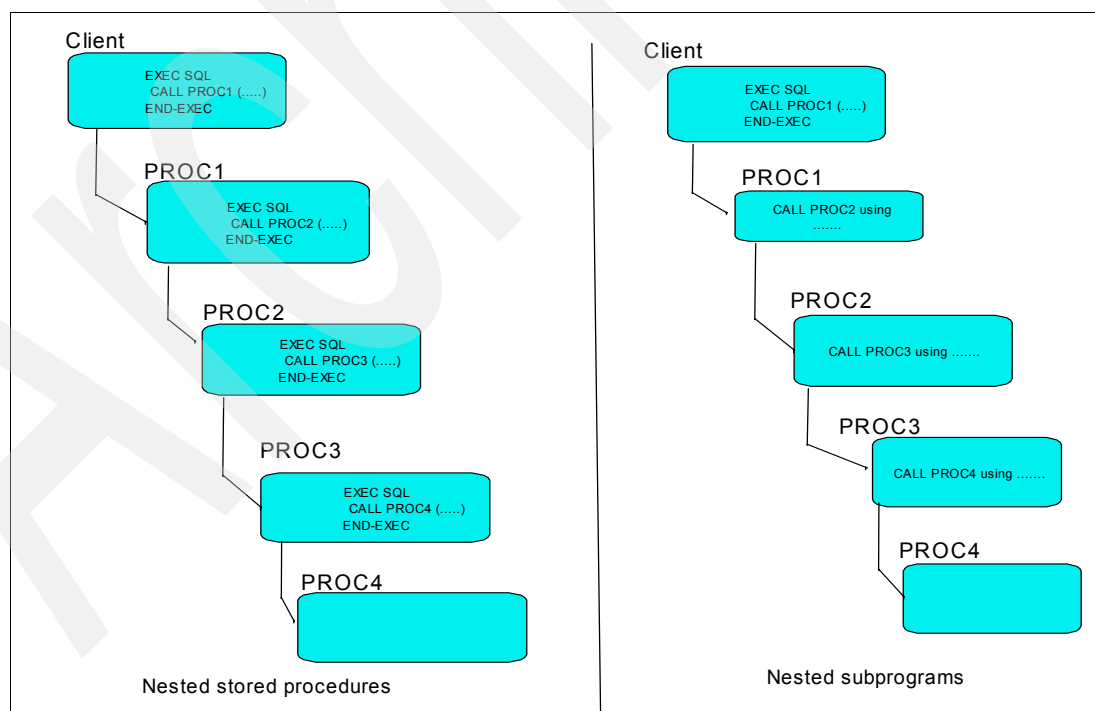 Client
EXEC SQL
CALL PROC1 (.....)
END-EXEC
PROC1
EXEC SQL
CALL PROC2 (.....)
END-EXEC
PROC2
EXEC SQL
CALL PROC3 (.....)
END-EXEC
PROC3
EXEC SQL
CALL PROC4 (.....)
END-EXEC
PROC4
Nested stored procedures
Client
EXEC SQL
CALL PROC1 (.....)
END-EXEC
PROC1
CALL PROC2 using
.......
PROC2
CALL PROC3 using .......
PROC3
CALL PROC4 using .......
PROC4
Nested subprograms